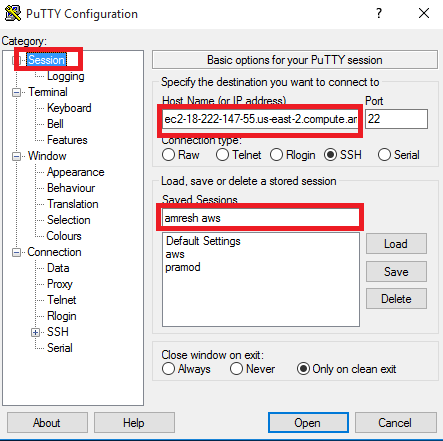 PuTTY Configuration
Category:
Session
Logging
Terminal
Keyboard
Bell
Features
Window
Appearance
Behaviour
Translation
Selection
Colours
Connection
Data
Proxy
Telnet
Rlogin
SSH
Serial
Basic options for your PuTTY session
Specify the destination you want to connect to
Host Name (or IP address) Port
ec2-18-222-147-55.us-east-2.compute.ar 22
Connection type:
Raw Telnet Rlogin SSH Serial
Load, save or delete a stored session
Saved Sessions
amresh aws
Default Settings
aws
pramod
Load
Save
Delete
Close window on exit:
Always Never Only on clean exit
About Help Open Cancel